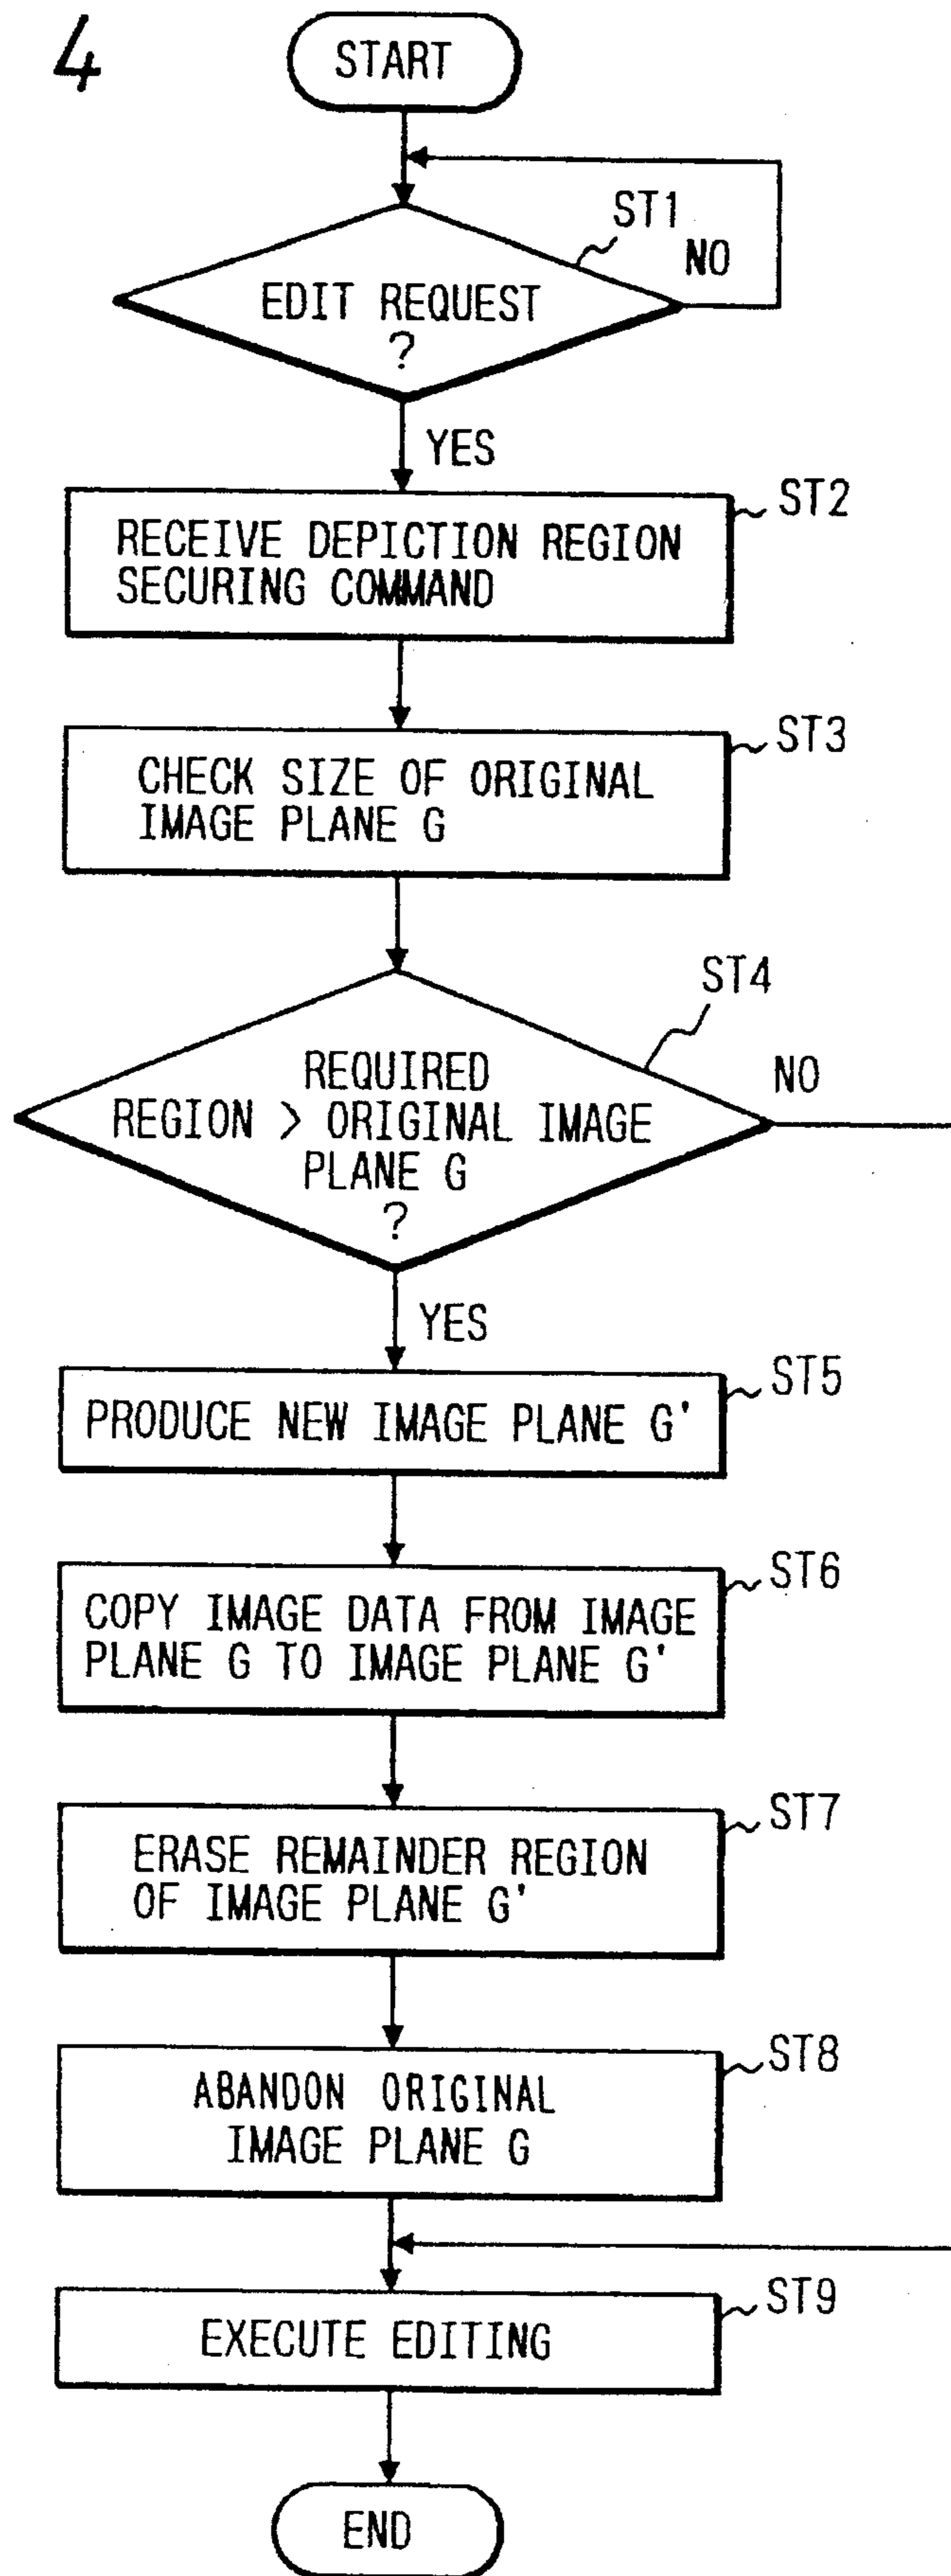 4
START
ST1
NO
EDIT REQUEST
?
YES
ST2
RECEIVE DEPICTION REGION
SECURING COMMAND
ST3
CHECK SIZE OF ORIGINAL
IMAGE PLANE G
ST4
NO
REQUIRED
REGION > ORIGINAL IMAGE
PLANE G
?
YES
ST5
PRODUCE NEW IMAGE PLANE G'
ST6
COPY IMAGE DATA FROM IMAGE
PLANE G TO IMAGE PLANE G'
ST7
ERASE REMAINDER REGION
OF IMAGE PLANE G'
ST8
ABANDON ORIGINAL
IMAGE PLANE G
ST9
EXECUTE EDITING
END